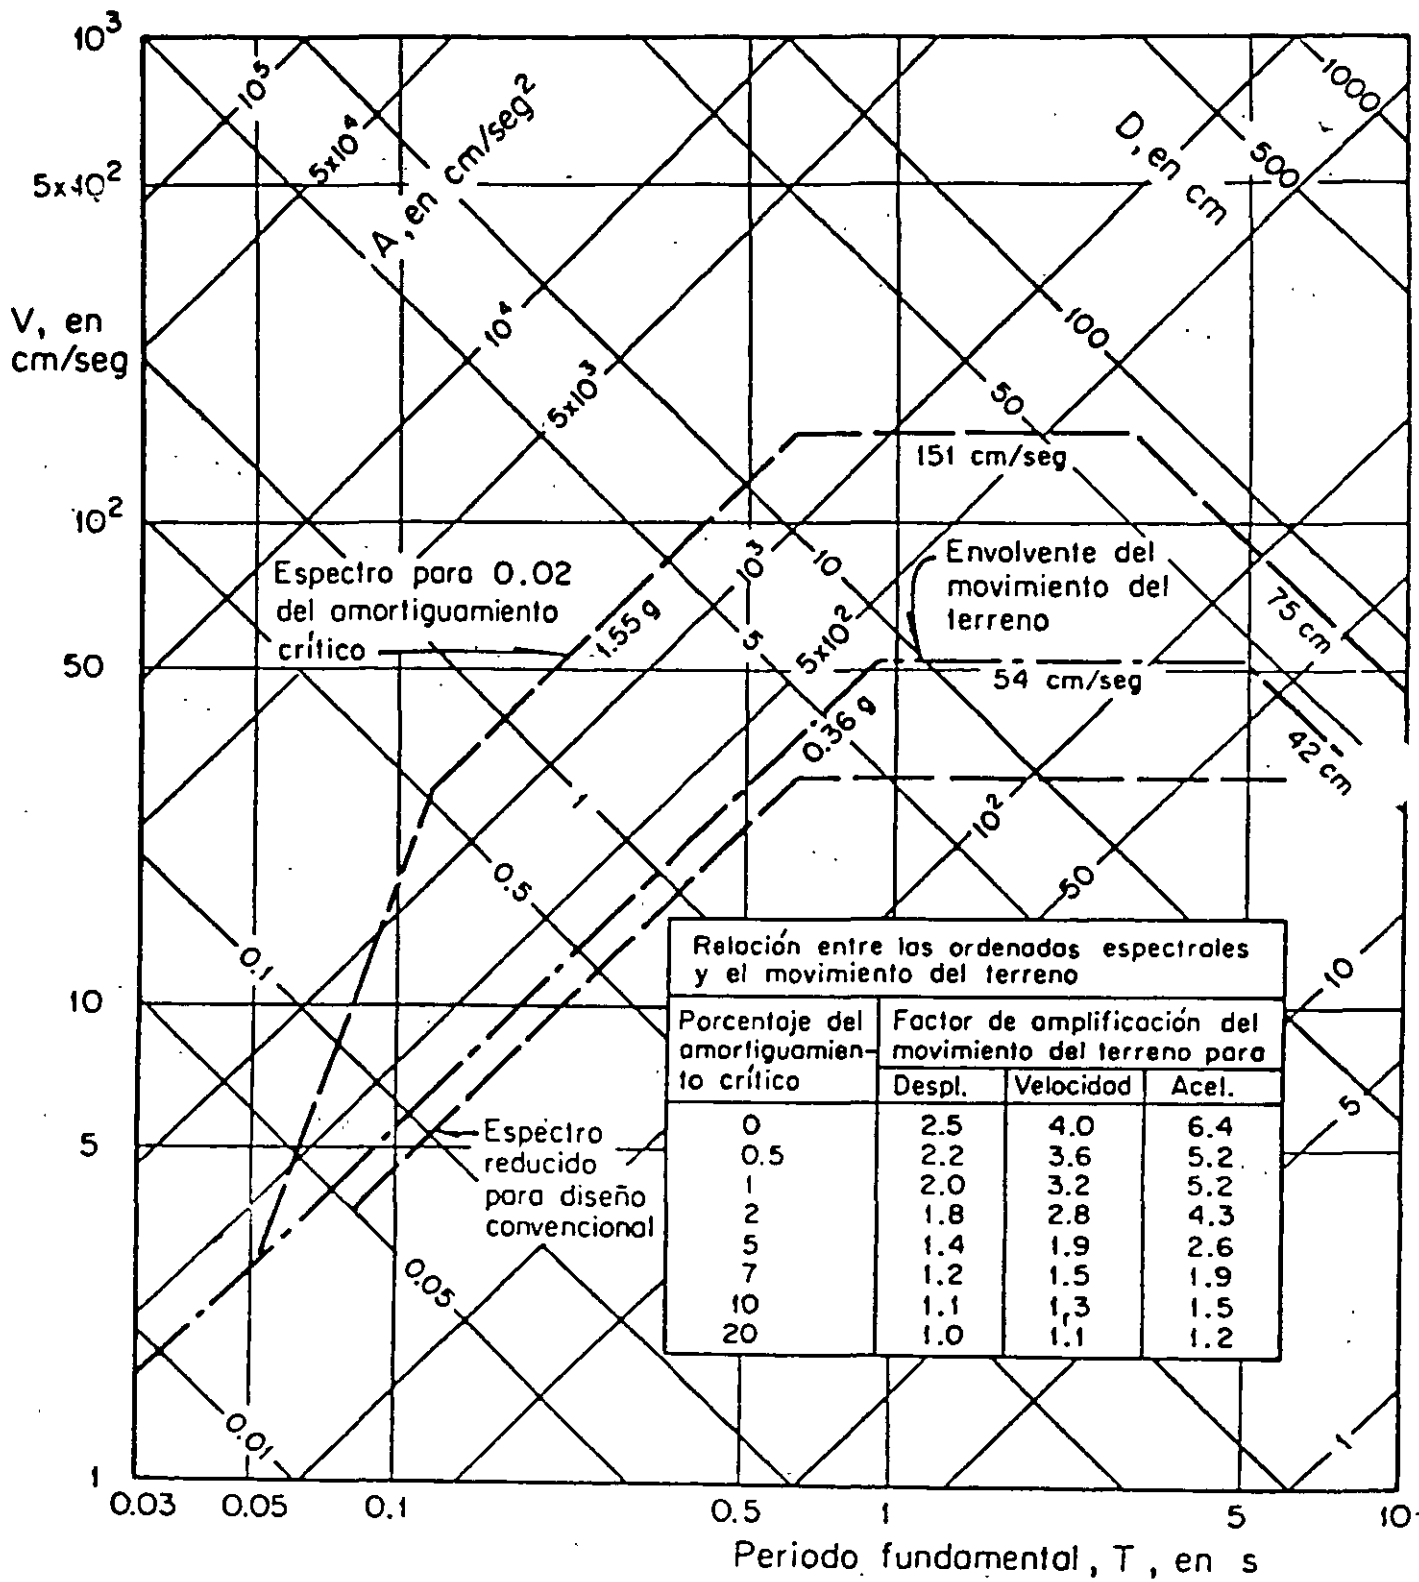 10³
5x10²
V, en
cm/seg
10²
50
10
5
1
0.03
0.05
0.1
0.5
1
5
10
Periodo fundamental, T, en s
10⁵
5x10⁴
A, en cm/seg²
10⁴
5x10³
10³
5x10²
10²
50
10
5
1
D, en cm
1000
500
100
50
10
5
1
0.5
0.1
0.05
0.01
151 cm/seg
Espectro para 0.02
del amortiguamiento
crítico
1.55 g
Envolvente del
movimiento del
terreno
75 cm
54 cm/seg
0.36 g
42 cm
Espectro
reducido
para diseño
convencional
Relación entre las ordenadas espectrales
y el movimiento del terreno
Porcentaje del
amortiguamien-
to crítico
Factor de amplificación del
movimiento del terreno para
Despl. Velocidad Acel.
0 2.5 4.0 6.4
0.5 2.2 3.6 5.2
1 2.0 3.2 5.2
2 1.8 2.8 4.3
5 1.4 1.9 2.6
7 1.2 1.5 1.9
10 1.1 1.3 1.5
20 1.0 1.1 1.2